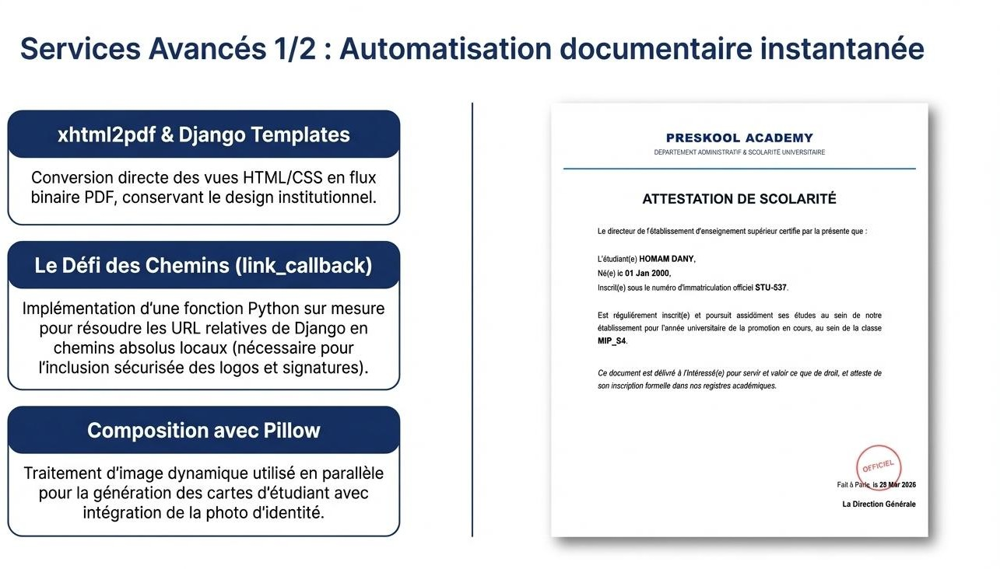 Services Avancés 1/2 : Automatisation documentaire instantanée
xhtml2pdf & Django Templates
Conversion directe des vues HTML/CSS en flux
binaire PDF, conservant le design institutionnel.
Le Défi des Chemins (link_callback)
Implémentation d'une fonction Python sur mesure
pour résoudre les URL relatives de Django en
chemins absolus locaux (nécessaire pour
l'inclusion sécurisée des logos et signatures).
Composition avec Pillow
Traitement d'image dynamique utilisé en parallèle
pour la génération des cartes d'étudiant avec
intégration de la photo d'identité.
PRESKOOL ACADEMY
DÉPARTEMENT ADMINISTRATIF & SCOLARITÉ UNIVERSITAIRE
ATTESTATION DE SCOLARITÉ
Le directeur de l'établissement d'enseignement supérieur certifie par la présente que :
L'étudiant(e) HOMAM DANY,
Né(e) ic 01 Jan 2000,
Inscril(e) sous le numéro d'immatriculation officiel STU-537.
Est réguliérement inscrit(e) et poursuit assidüment ses études au sein de notre
établissement pour l'année universitaire de la promotion en cours, au sein de la classe
MIP_S4.
Ce document est délivré à l'Intéressé(e) pour servir et valoir ce que de droit, et atteste de
son inscription formelle dans nos registres académiques.
OFFICIEL
Fait à is 29 Mar 2026
La Direction Générale